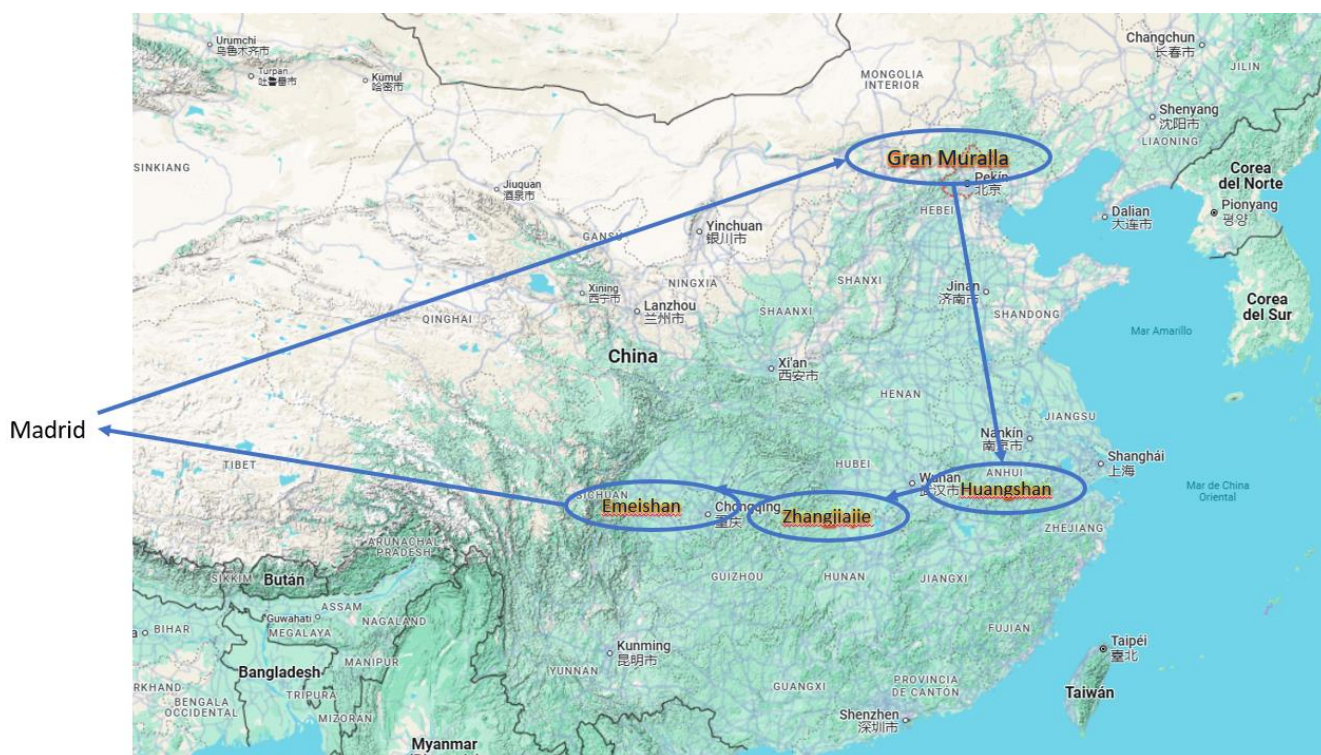 Urumchi
乌鲁木齐市
Turpan
吐鲁番市
Kumul
哈密市
Changchun
长春市
JILIN
MONGOLIA
INTERIOR
Shenyang
沈阳市
LIAONING
SINKIANG
Gran Muralla
Corea
del Norte
Pekín
北京
Jiuquan
酒泉市
HEBEI
Dalian
大连市
Pionyang
평양
Yinchuan
银川市
GANSU
NINGXIA
SHANXI
Jinan
济南市
Xining
西宁市
Lanzhou
兰州市
SHAANXI
SHANDONG
Corea
del Sur
QINGHAI
Mar Amarillo
China
Xi'an
西安市
HENAN
JIANGSU
Madrid
Nankín
南京市
Shanghái
上海
TIBET
HUBEI
Wuhan
武汉市
ANHUI
Huangshan
Mar de China
Oriental
SICHUAN
Emeishan
Chongqing
重庆
Zhangjiajie
ZHEJIANG
ARUNACHAL
PRADESH
SIKKIM
Bután
GUIZHOU
HUNAN
JIANGXI
ASSAM
Guwahati
NAGALAND
MEGALAYA
BIHAR
FUJIAN
Kunming
昆明市
Taipéi
臺北
MANIPUR
Bangladesh
YUNNAN
GUANGXI
PROVINCIA
DE CANTÓN
Taiwán
ARKHAND
BENGALA
OCCIDENTAL
TRIPURA
MIZORAN
Shenzhen
深圳市
Myanmar